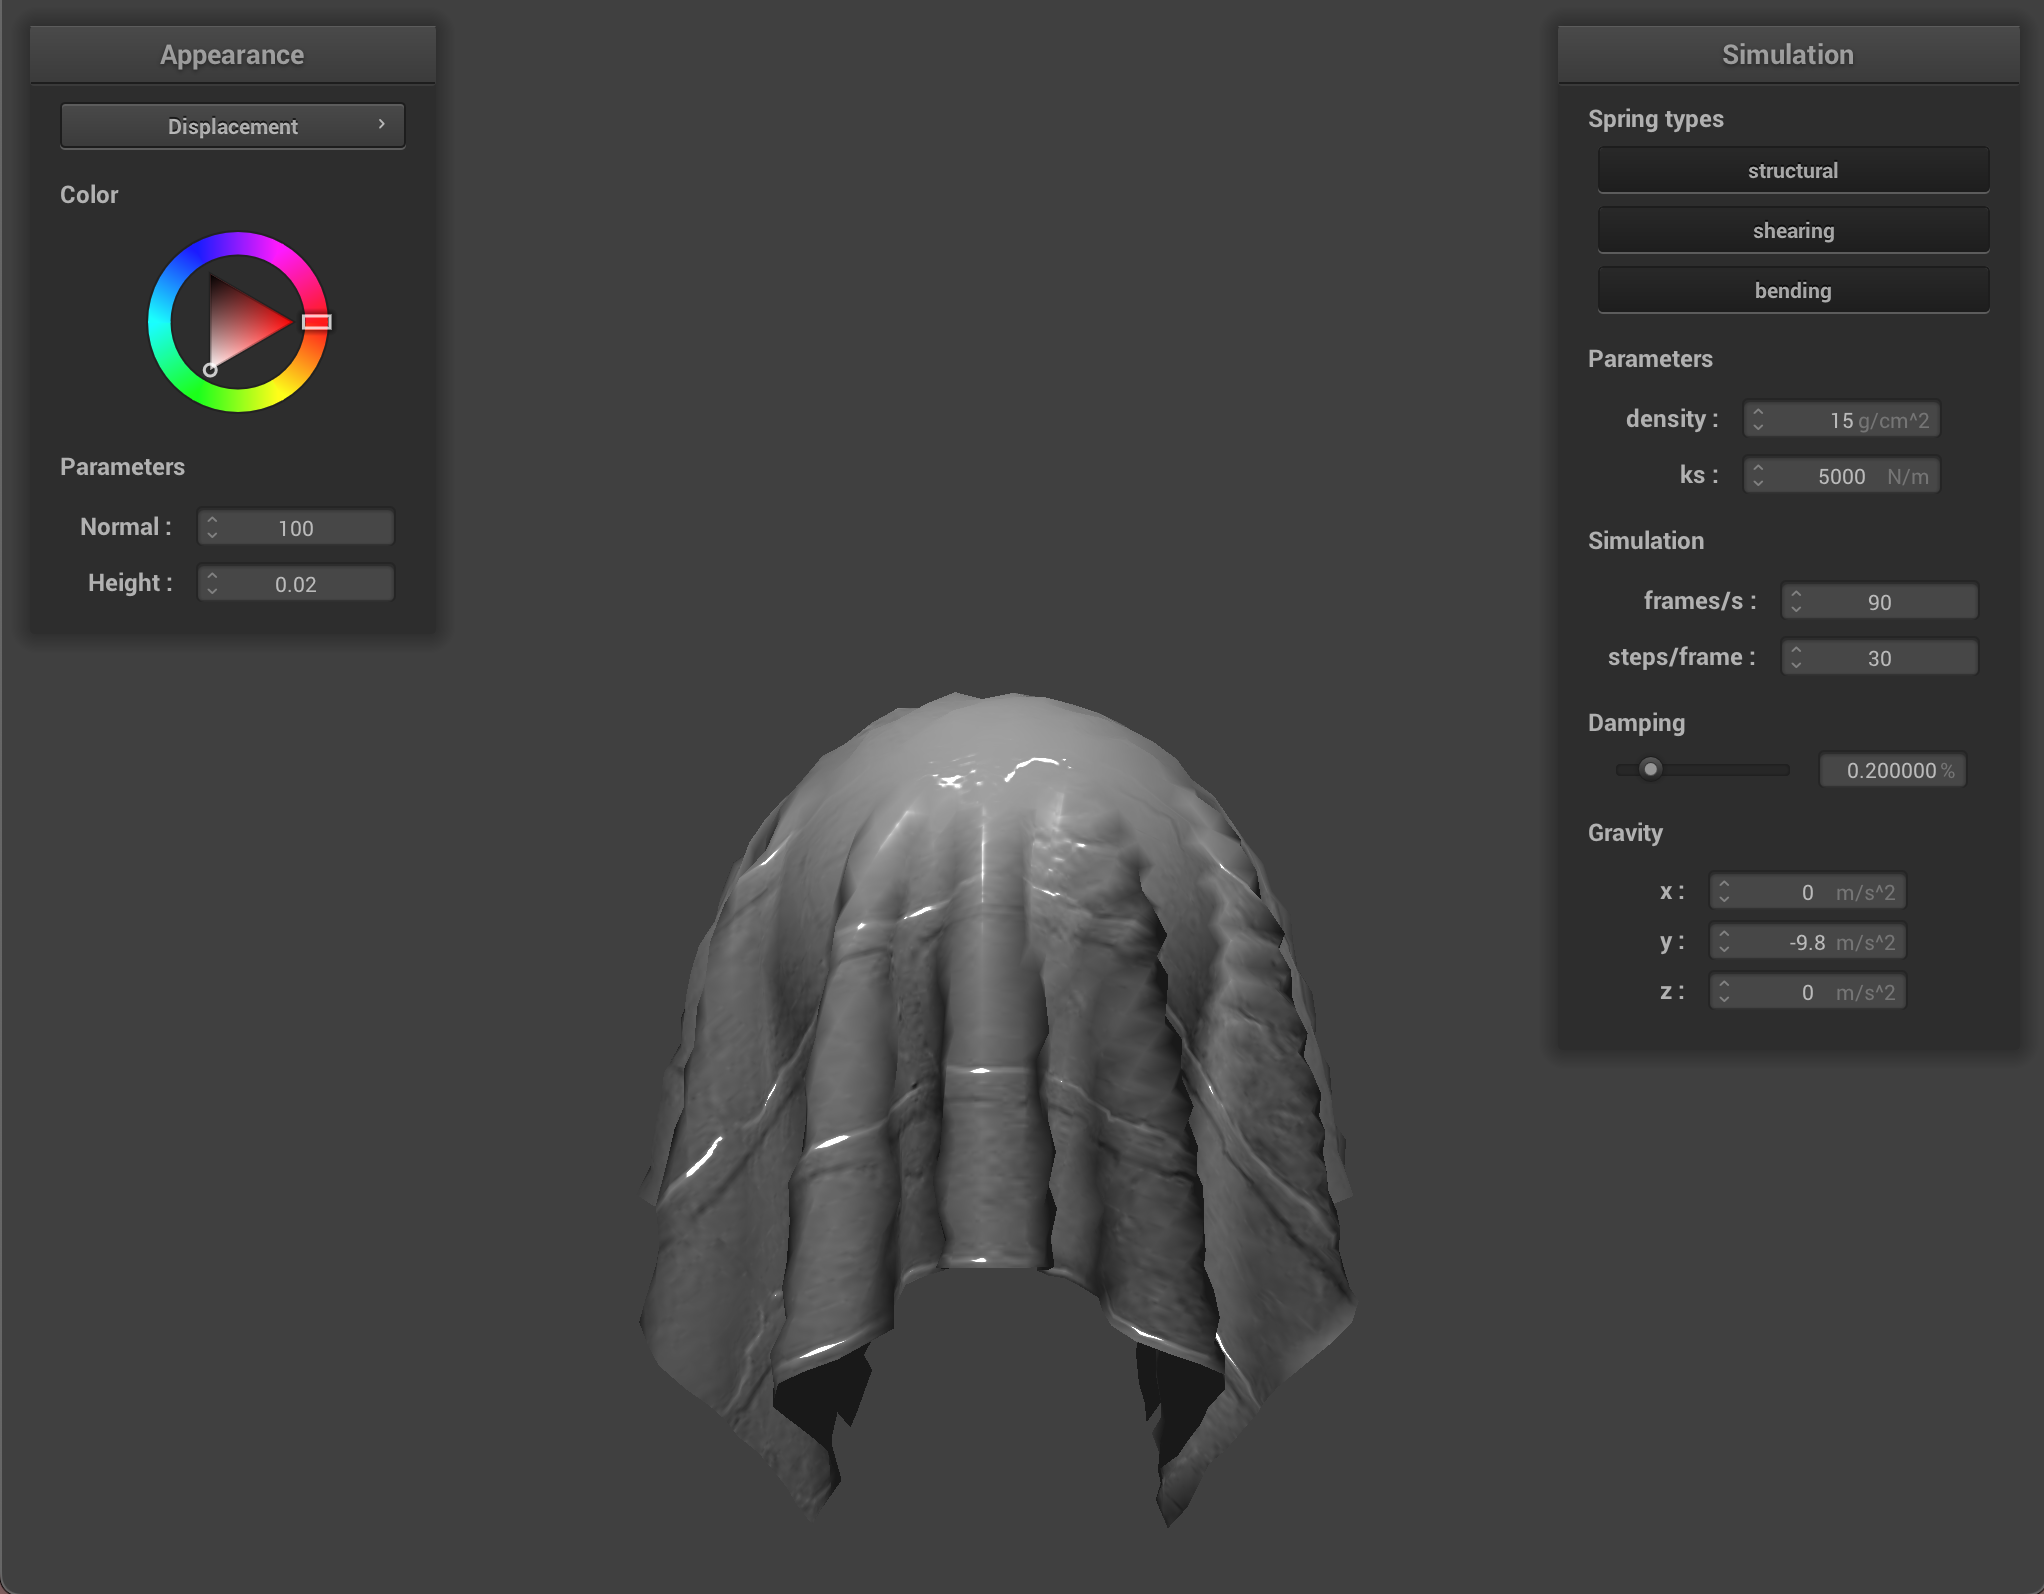 Appearance
Displacement
Color
Parameters
Normal : 100
Height : 0.02
Simulation
Spring types
structural
shearing
bending
Parameters
density : 15 g/cm^2
ks : 5000 N/m
Simulation
frames/s : 90
steps/frame : 30
Damping
0.200000 %
Gravity
x : 0 m/s^2
y : -9.8 m/s^2
z : 0 m/s^2